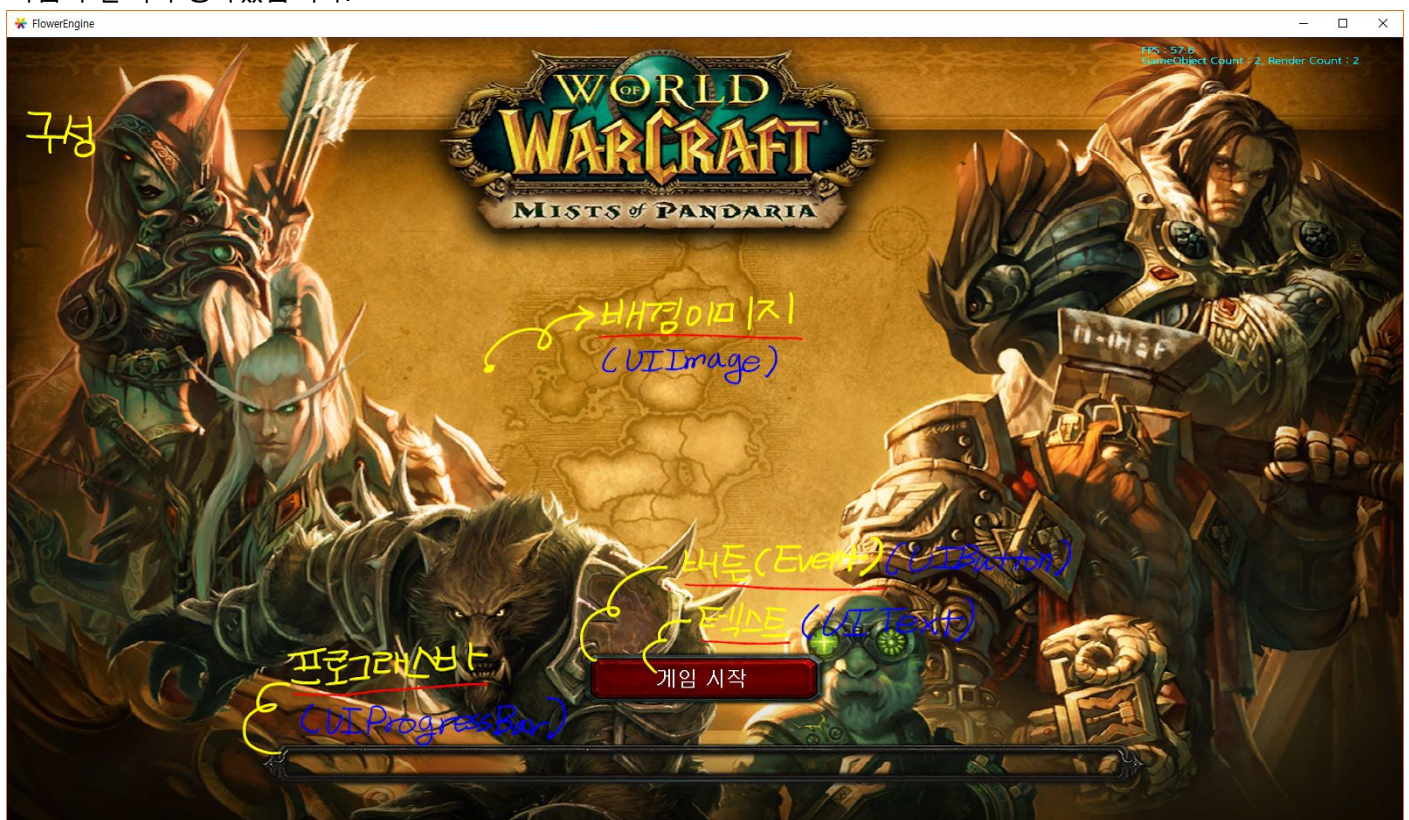 FlowerEngine
FPS : 57.6
GameObject Count : 2, Render Count : 2
WORLD
OF
WARCRAFT
MISTS of PANDARIA
구성
배경이미지
(UIImage)
버튼(Event)(UIButton)
텍스트 (UIText)
게임 시작
프로그래스바
(UIProgressBar)